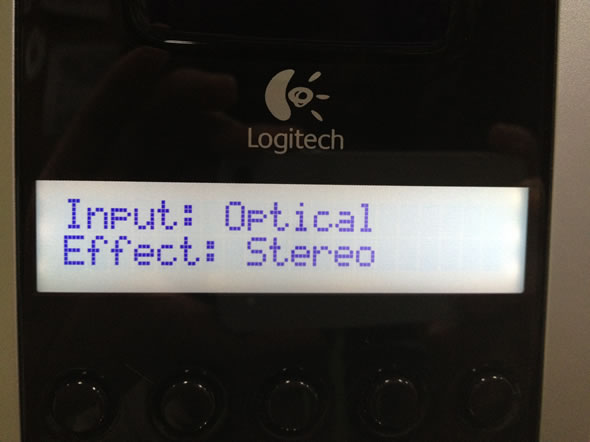 Logitech
Input: Optical
Effect: Stereo